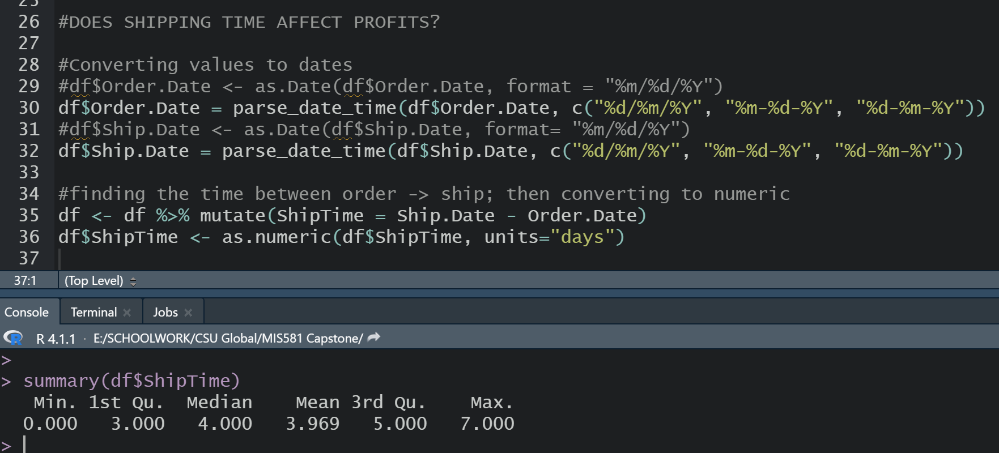 25
26 #DOES SHIPPING TIME AFFECT PROFITS?
27
28 #Converting values to dates
29 #df$Order.Date <- as.Date(df$Order.Date, format = "%m/%d/%Y")
30 df$Order.Date = parse_date_time(df$Order.Date, c("%d/%m/%Y", "%m-%d-%Y", "%d-%m-%Y"))
31 #df$Ship.Date <- as.Date(df$Ship.Date, format= "%m/%d/%Y")
32 df$Ship.Date = parse_date_time(df$Ship.Date, c("%d/%m/%Y", "%m-%d-%Y", "%d-%m-%Y"))
33
34 #finding the time between order -> ship; then converting to numeric
35 df <- df %>% mutate(ShipTime = Ship.Date - Order.Date)
36 df$ShipTime <- as.numeric(df$ShipTime, units="days")
37
37:1 (Top Level)
Console Terminal Jobs
R R 4.1.1 · E:/SCHOOLWORK/CSU Global/MIS581 Capstone/
>
> summary(df$ShipTime)
Min. 1st Qu. Median Mean 3rd Qu. Max.
0.000 3.000 4.000 3.969 5.000 7.000
>